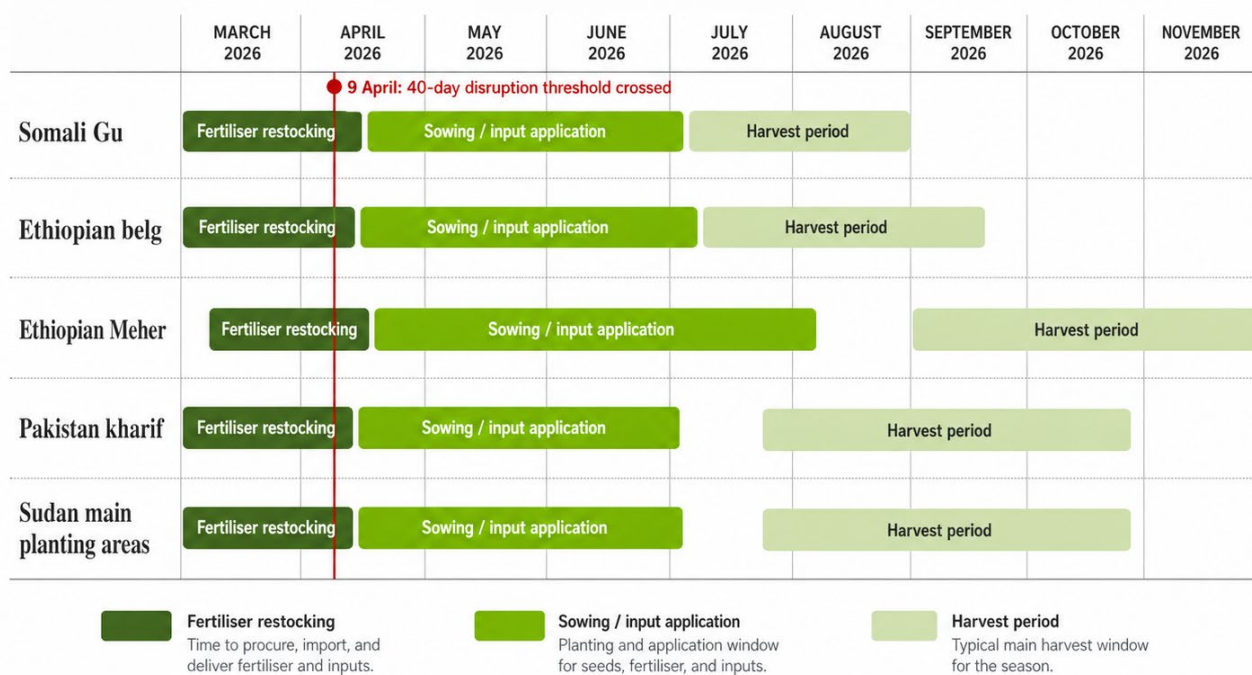 MARCH APRIL MAY JUNE JULY AUGUST SEPTEMBER OCTOBER NOVEMBER
2026 2026 2026 2026 2026 2026 2026 2026 2026
9 April: 40-day disruption threshold crossed
Somali Gu Fertiliser restocking Sowing / input application Harvest period
Ethiopian belg Fertiliser restocking Sowing / input application Harvest period
Ethiopian Meher Fertiliser restocking Sowing / input application Harvest period
Pakistan kharif Fertiliser restocking Sowing / input application Harvest period
Sudan main
planting areas Fertiliser restocking Sowing / input application Harvest period
Fertiliser restocking
Time to procure, import, and
deliver fertiliser and inputs.
Sowing / input application
Planting and application window
for seeds, fertiliser, and inputs.
Harvest period
Typical main harvest window
for the season.